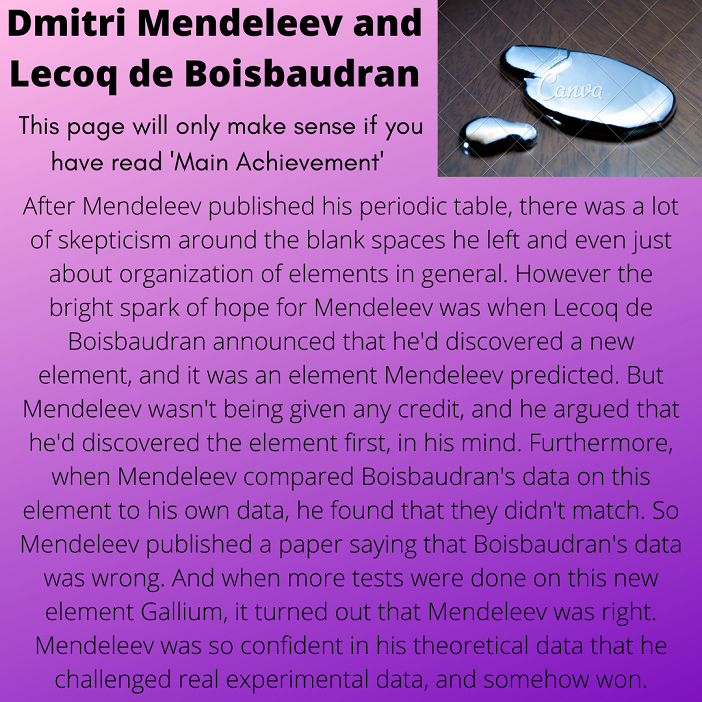 Dmitri Mendeleev and
Lecoq de Boisbaudran
This page will only make sense if you
have read 'Main Achievement'
Canva
After Mendeleev published his periodic table, there was a lot
of skepticism around the blank spaces he left and even just
about organization of elements in general. However the
bright spark of hope for Mendeleev was when Lecoq de
Boisbaudran announced that he'd discovered a new
element, and it was an element Mendeleev predicted. But
Mendeleev wasn't being given any credit, and he argued that
he'd discovered the element first, in his mind. Furthermore,
when Mendeleev compared Boisbaudran's data on this
element to his own data, he found that they didn't match. So
Mendeleev published a paper saying that Boisbaudran's data
was wrong. And when more tests were done on this new
element Gallium, it turned out that Mendeleev was right.
Mendeleev was so confident in his theoretical data that he
challenged real experimental data, and somehow won.